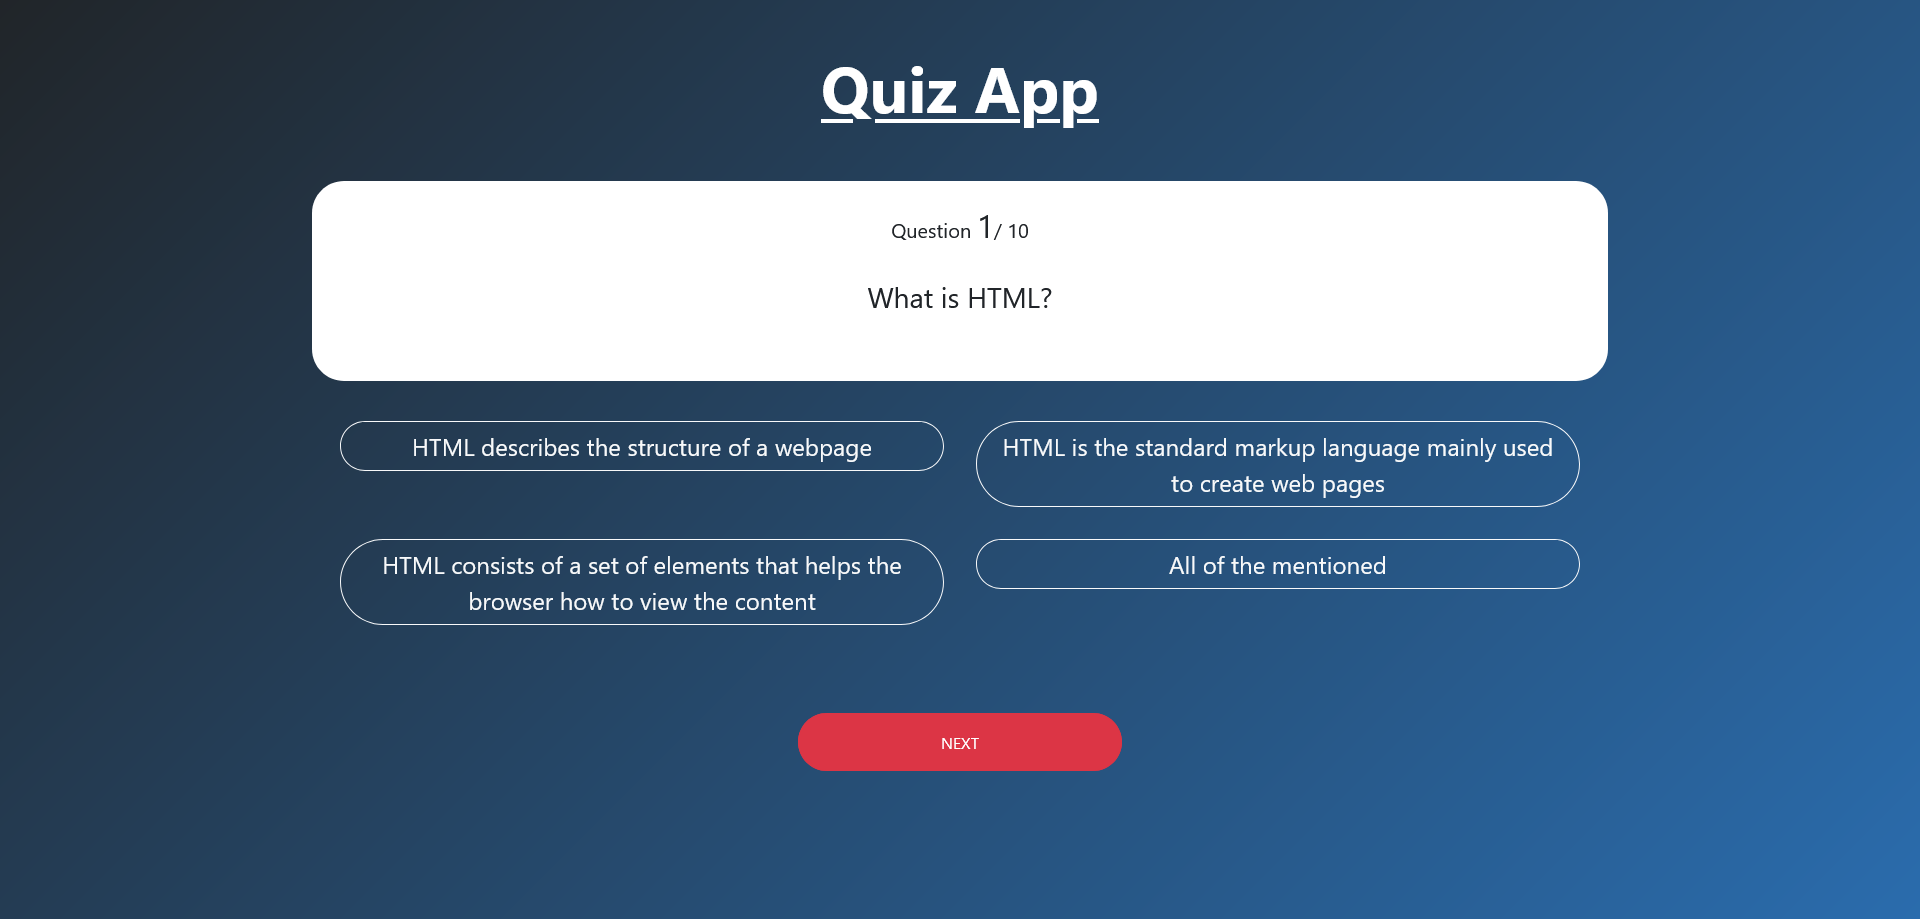 Quiz App
Question 1/ 10
What is HTML?
HTML describes the structure of a webpage
HTML is the standard markup language mainly used
to create web pages
HTML consists of a set of elements that helps the
browser how to view the content
All of the mentioned
NEXT